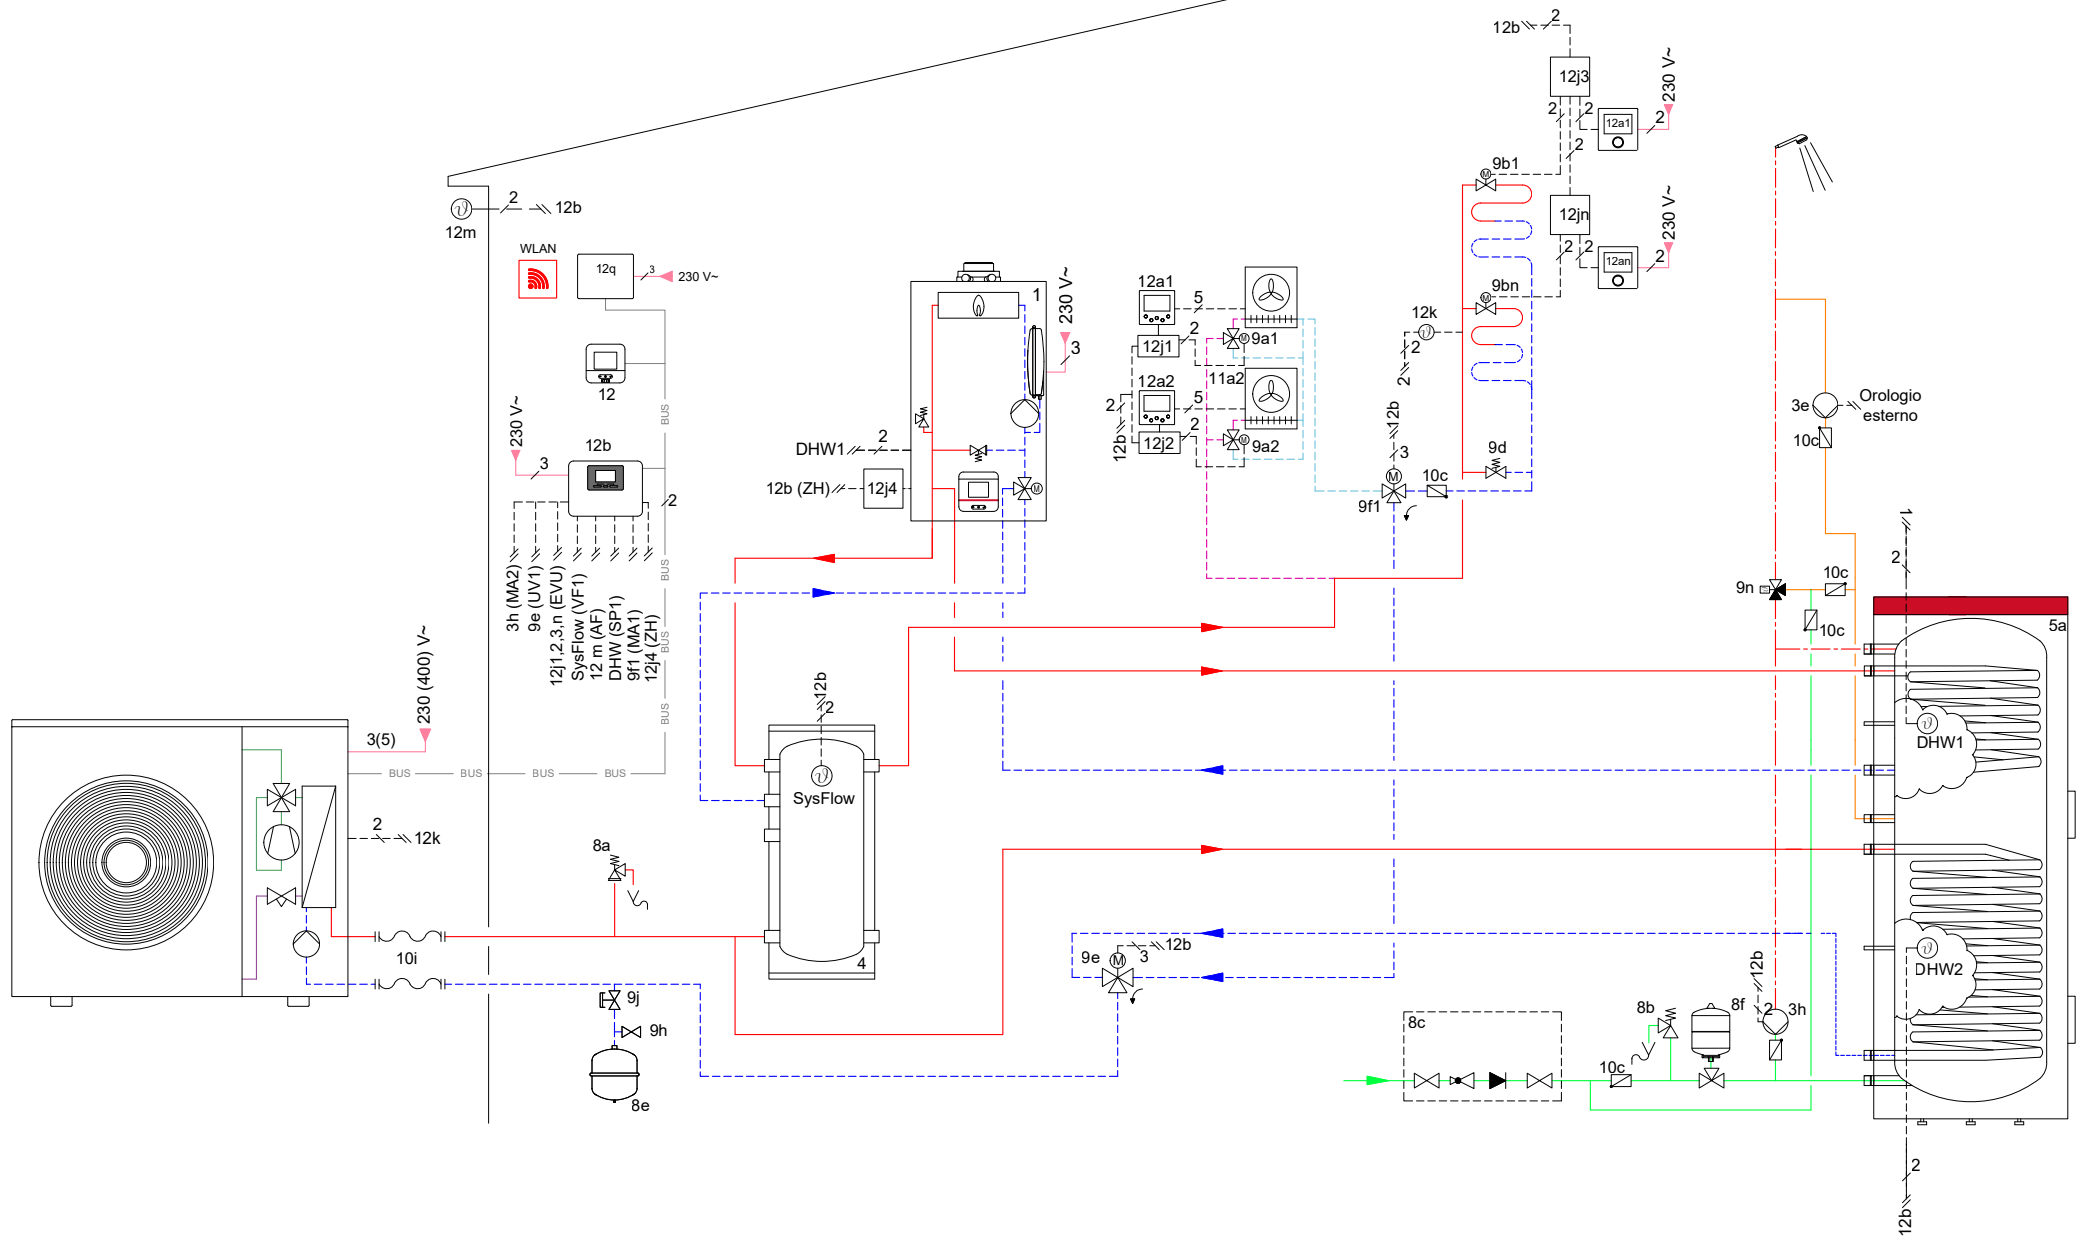 12b
2
12j3
230 V~
2
2
12a1
2
2
9b1
12jn
230 V~
2
2
12an
2
9bn
2
12b
12m
WLAN
12q
3
230 V~
12
BUS
230 V~
3
12b
2
3h (MA2)
9e (UV1)
12j1,2,3,n (EVU)
SysFlow (VF1)
12 m (AF)
DHW (SP1)
9f1 (MA1)
12j4 (ZH)
BUS
BUS
BUS
1
230 V~
3
DHW1
2
12b (ZH)
12j4
12a1
5
12j1
2
9a1
11a2
12a2
5
12j2
2
9a2
2
12b
12k
2
2
12b
3
9f1
10c
9d
3e
Orologio
esterno
10c
9n
10c
10c
1
2
5a
DHW1
DHW2
2
12b
230 (400) V~
3(5)
BUS
BUS
BUS
BUS
2
12k
10i
8a
9j
9h
8e
12b
2
SysFlow
4
9e
3
12b
8c
10c
8b
8f
12b
2
3h